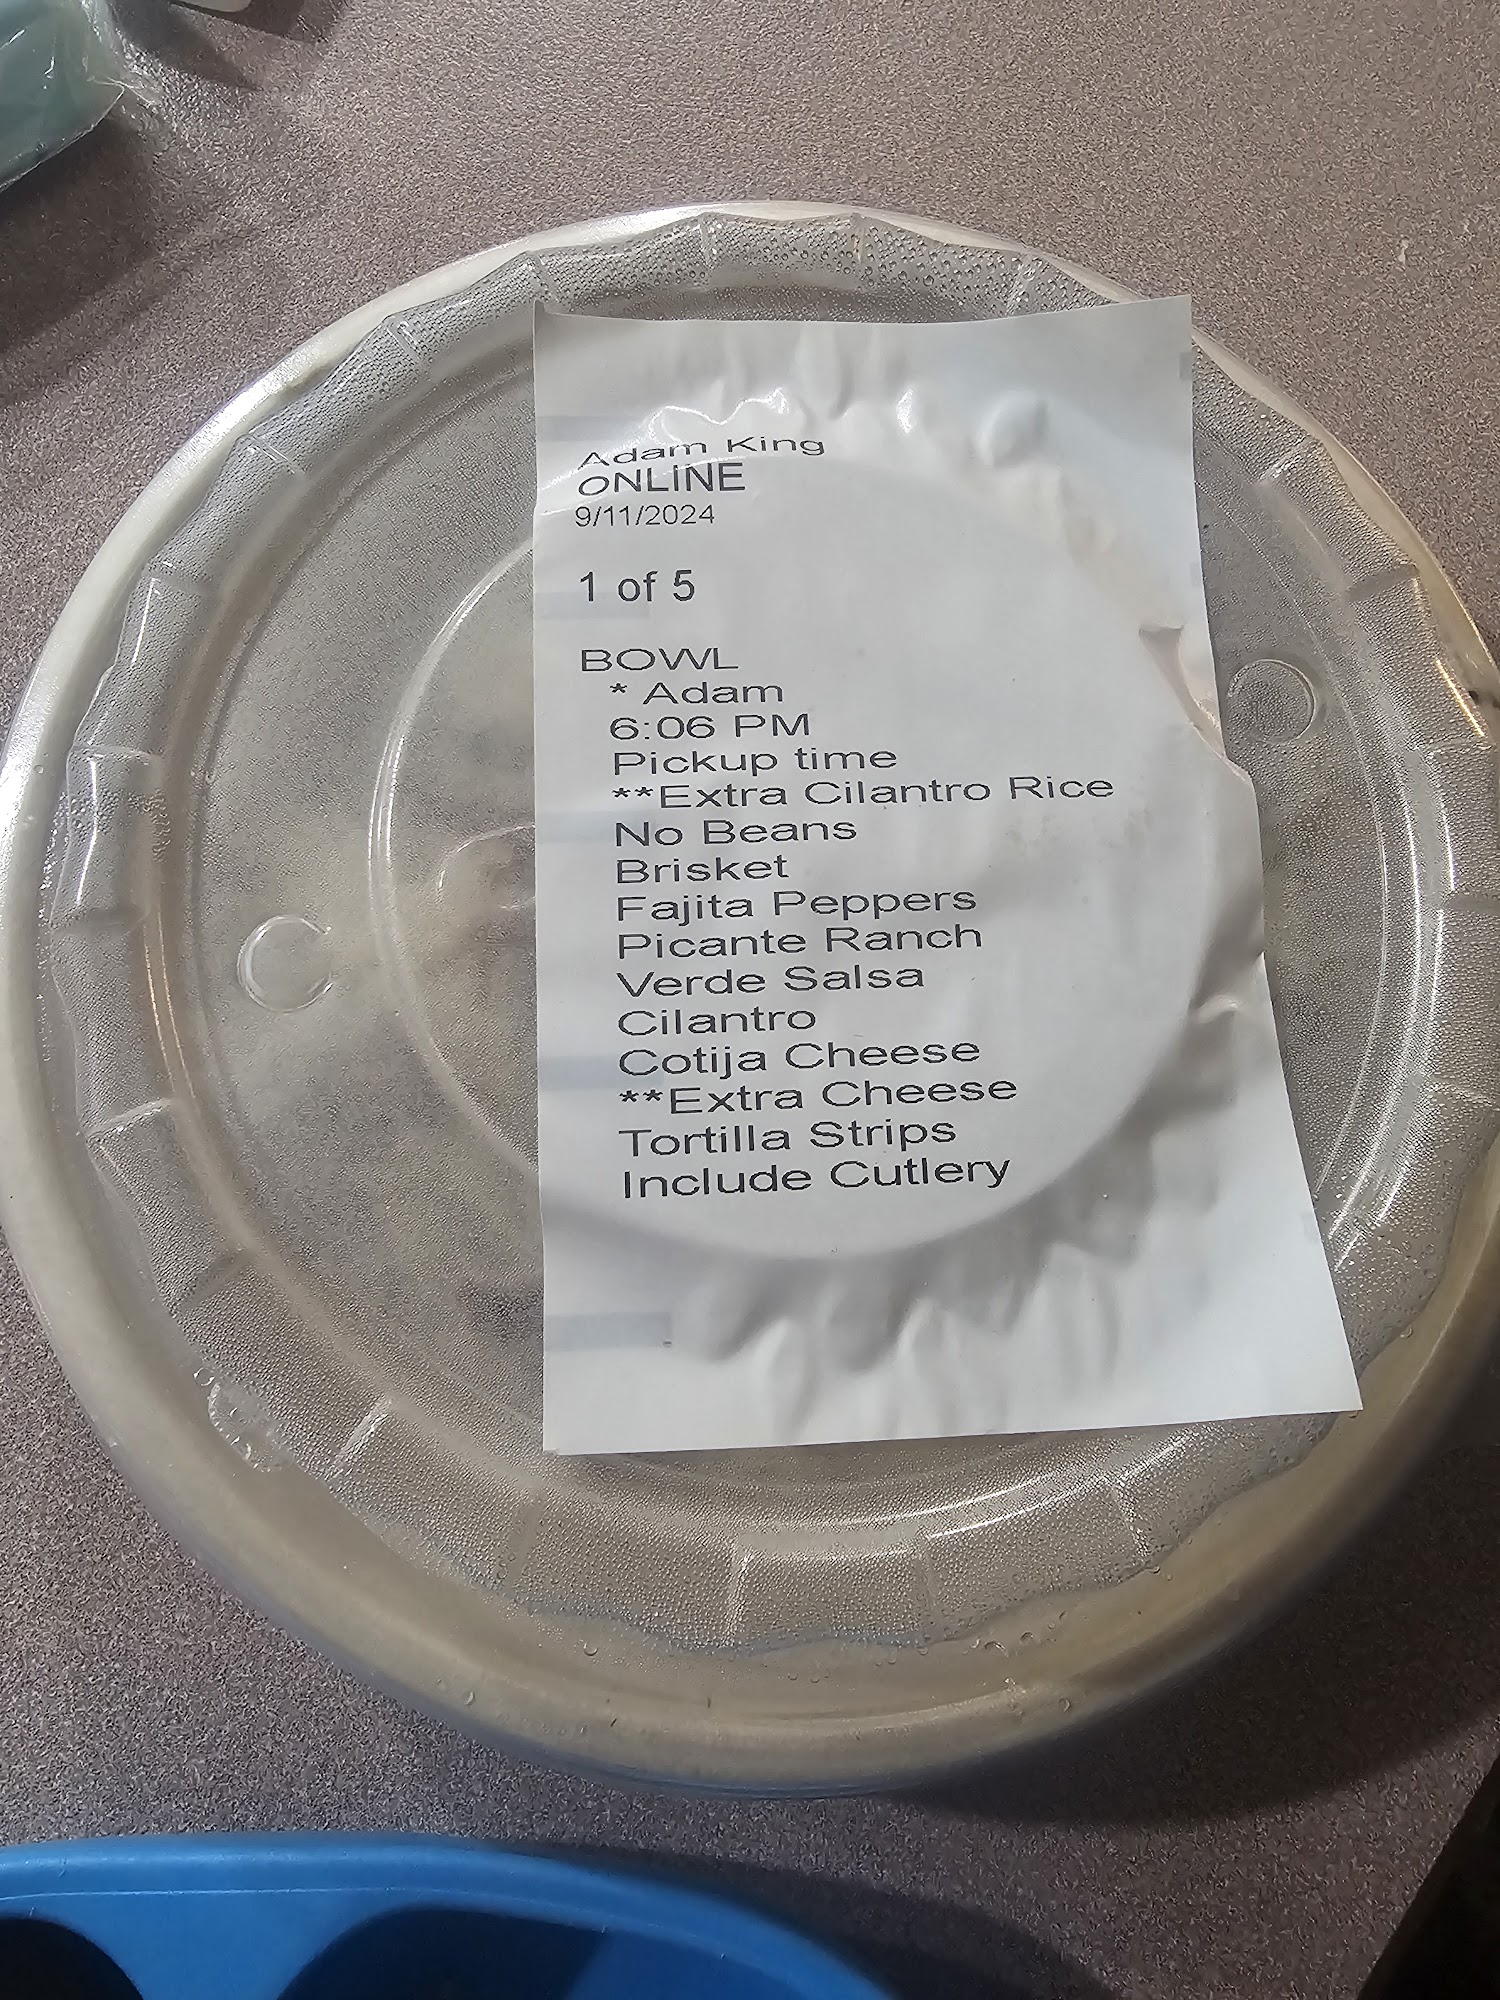 Adam King
ONLINE
9/11/2024
1 of 5
BOWL
* Adam
6:06 PM
Pickup time
**Extra Cilantro Rice
No Beans
Brisket
Fajita Peppers
Picante Ranch
Verde Salsa
Cilantro
Cotija Cheese
**Extra Cheese
Tortilla Strips
Include Cutlery